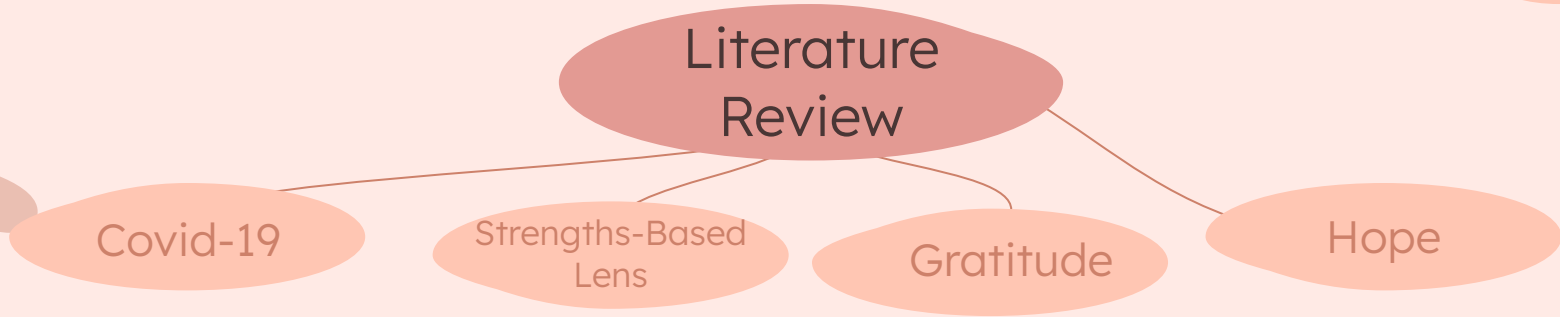 Literature
Review
Covid-19
Strengths-Based
Lens
Gratitude
Hope